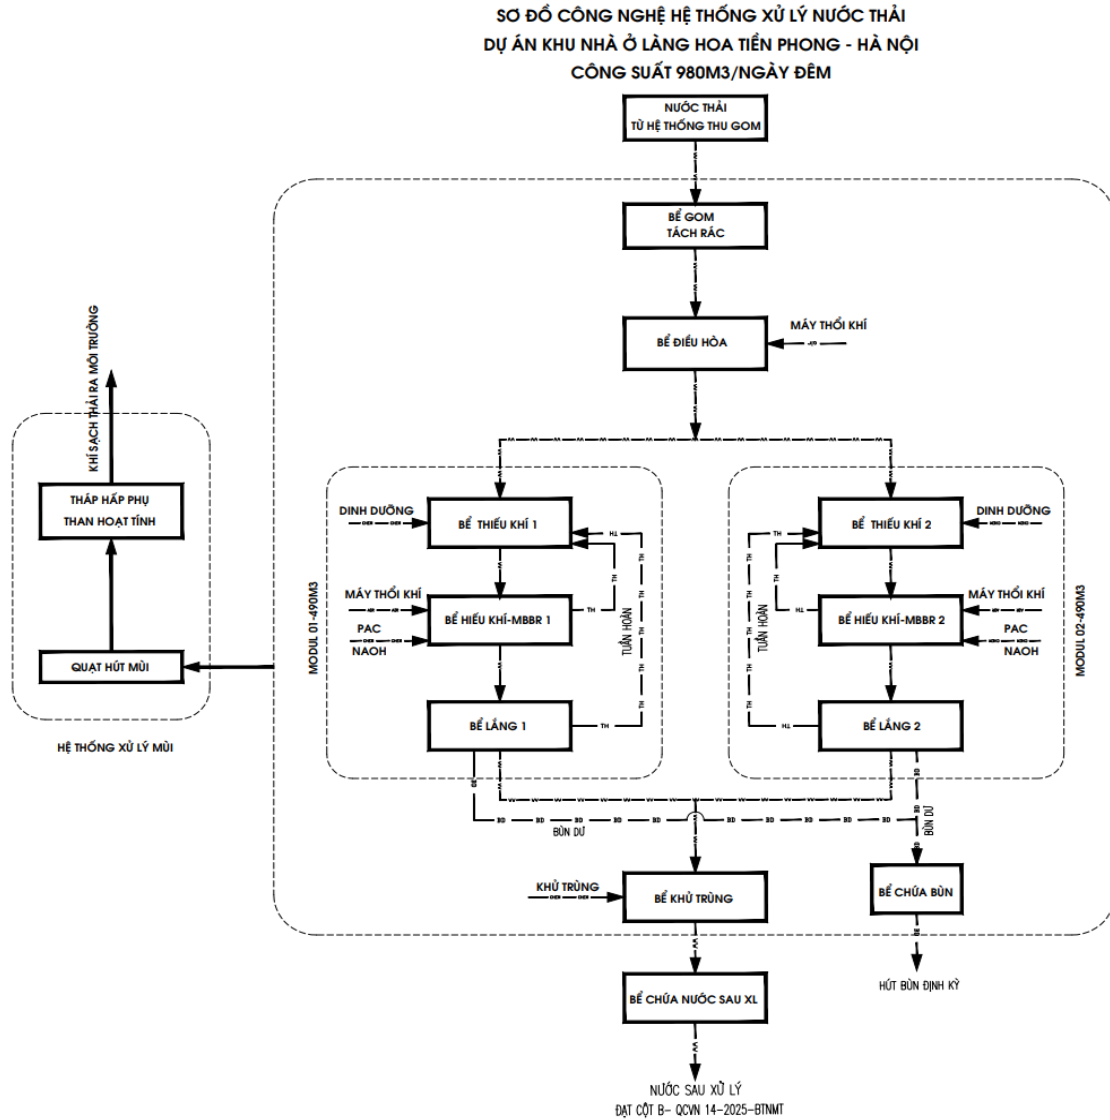 SƠ ĐỒ CÔNG NGHỆ HỆ THỐNG XỬ LÝ NƯỚC THẢI
DỰ ÁN KHU NHÀ Ở LÀNG HOA TIỀN PHONG - HÀ NỘI
CÔNG SUẤT 980M3/NGÀY ĐÊM
NƯỚC THẢI
TỪ HỆ THỐNG THU GOM
BỂ GOM
TÁCH RÁC
BỂ ĐIỀU HÒA
MÁY THỔI KHÍ
KHÍ SẠCH THẢI RA MÔI TRƯỜNG
THÁP HẤP PHỤ
THAN HOẠT TÍNH
QUẠT HÚT MÙI
HỆ THỐNG XỬ LÝ MÙI
MODUL 01-490M3
DINH DƯỠNG
BỂ THIẾU KHÍ 1
MÁY THỔI KHÍ
BỂ HIẾU KHÍ-MBBR 1
PAC
NAOH
TUẦN HOÀN
BỂ LẮNG 1
BỂ THIẾU KHÍ 2
DINH DƯỠNG
MÁY THỔI KHÍ
BỂ HIẾU KHÍ-MBBR 2
PAC
NAOH
TUẦN HOÀN
BỂ LẮNG 2
MODUL 02-490M3
BÙN DƯ
BÙN DƯ
KHỬ TRÙNG
BỂ KHỬ TRÙNG
BỂ CHỨA BÙN
HÚT BÙN ĐỊNH KỲ
BỂ CHỨA NƯỚC SAU XL
NƯỚC SAU XỬ LÝ
ĐẠT CỘT B- QCVN 14-2025-BTNMT